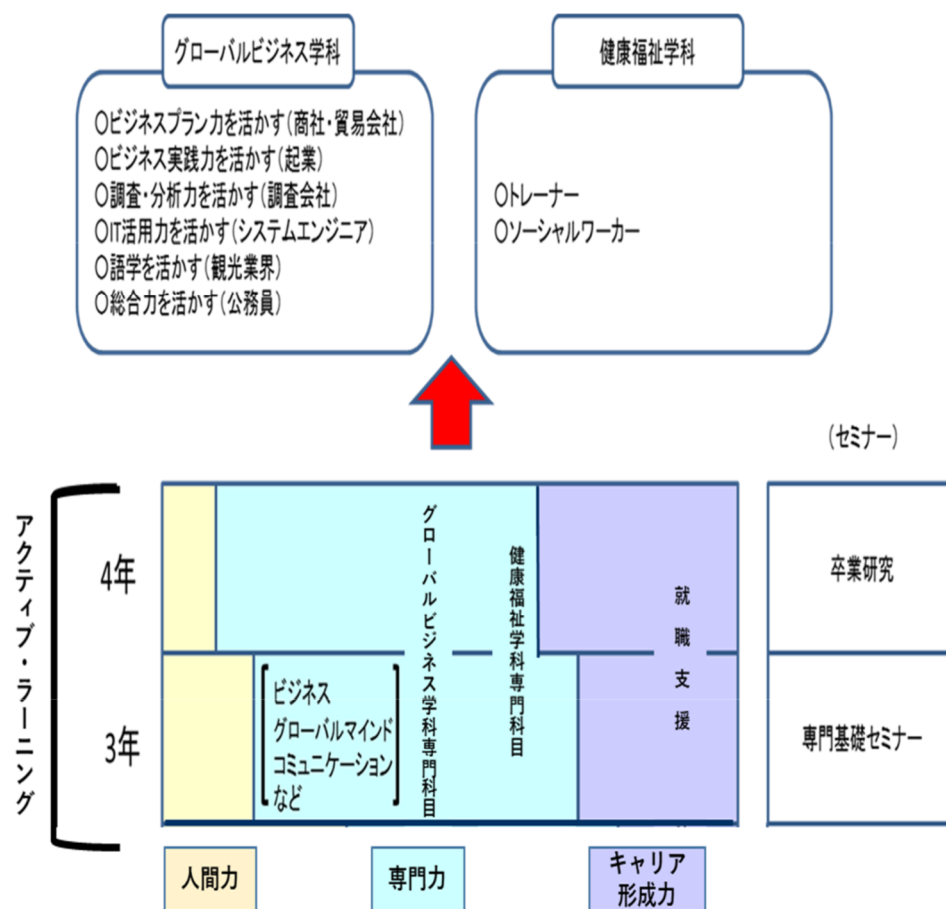 グローバルビジネス学科
健康福祉学科
○ビジネスプラン力を活かす(商社・貿易会社)
○ビジネス実践力を活かす(起業)
○調査・分析力を活かす(調査会社)
○IT活用力を活かす(システムエンジニア)
○語学を活かす(観光業界)
○総合力を活かす(公務員)
○トレーナー
○ソーシャルワーカー
(セミナー)
アクティブ・ラーニング
4年
3年
グローバルビジネス学科専門科目
健康福祉学科専門科目
就職支援
卒業研究
ビジネス
グローバルマインド
コミュニケーション
など
専門基礎セミナー
人間力
専門力
キャリア
形成力